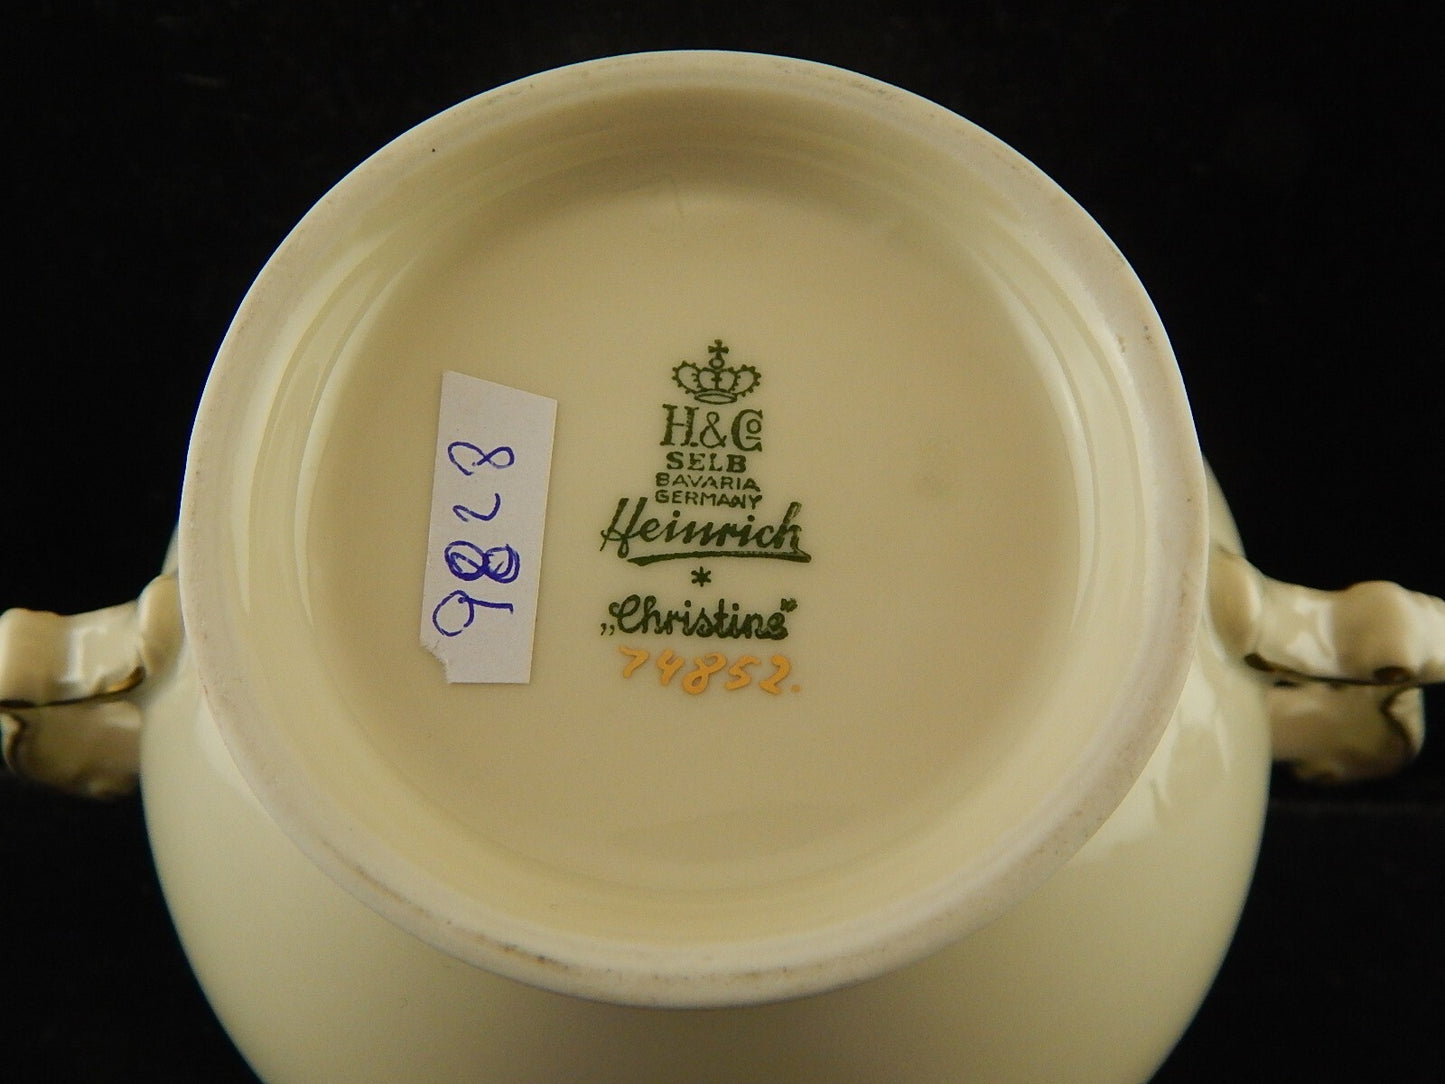 H&Co
SELB
BAVARIA
GERMANY
Heinrich
*
„Christine"
74852.
9828